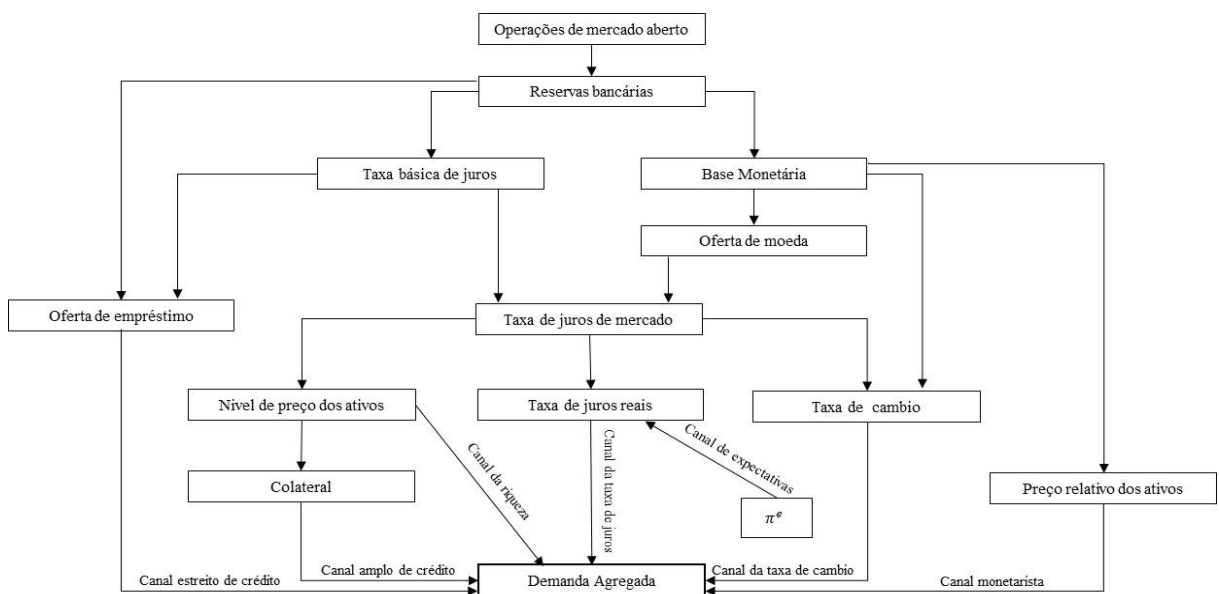 Operações de mercado aberto
Reservas bancárias
Taxa básica de juros
Base Monetária
Oferta de moeda
Oferta de empréstimo
Taxa de juros de mercado
Nivel de preço dos ativos
Taxa de juros reais
Taxa de cambio
Canal da riqueza
Canal da taxa de juros
Canal de expectativas
Colateral
π^e
Preço relativo dos ativos
Canal estreito de crédito
Canal amplo de crédito
Demanda Agregada
Canal da taxa de cambio
Canal monetarista